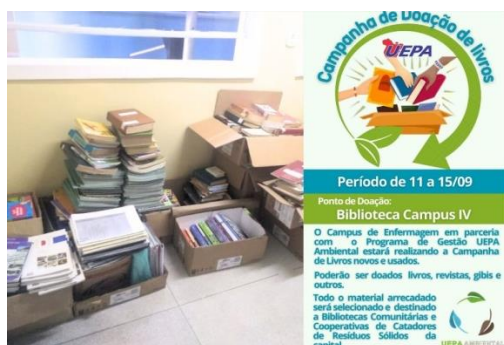 Campanha de Doação de livros
UEPA
Período de 11 a 15/09
Ponto de Doação:
Biblioteca Campus IV
O Campus de Enfermagem em parceria
com o Programa de Gestão UEPA
Ambiental estará realizando a Campanha
de Livros novos e usados.
Poderão ser doados livros, revistas, gibis e
outros.
Todo o material arrecadado
será selecionado e destinado
a Bibliotecas Comunitárias e
Cooperativas de Catadores
de Resíduos Sólidos da
capital.
UEPA AMBIENTAL